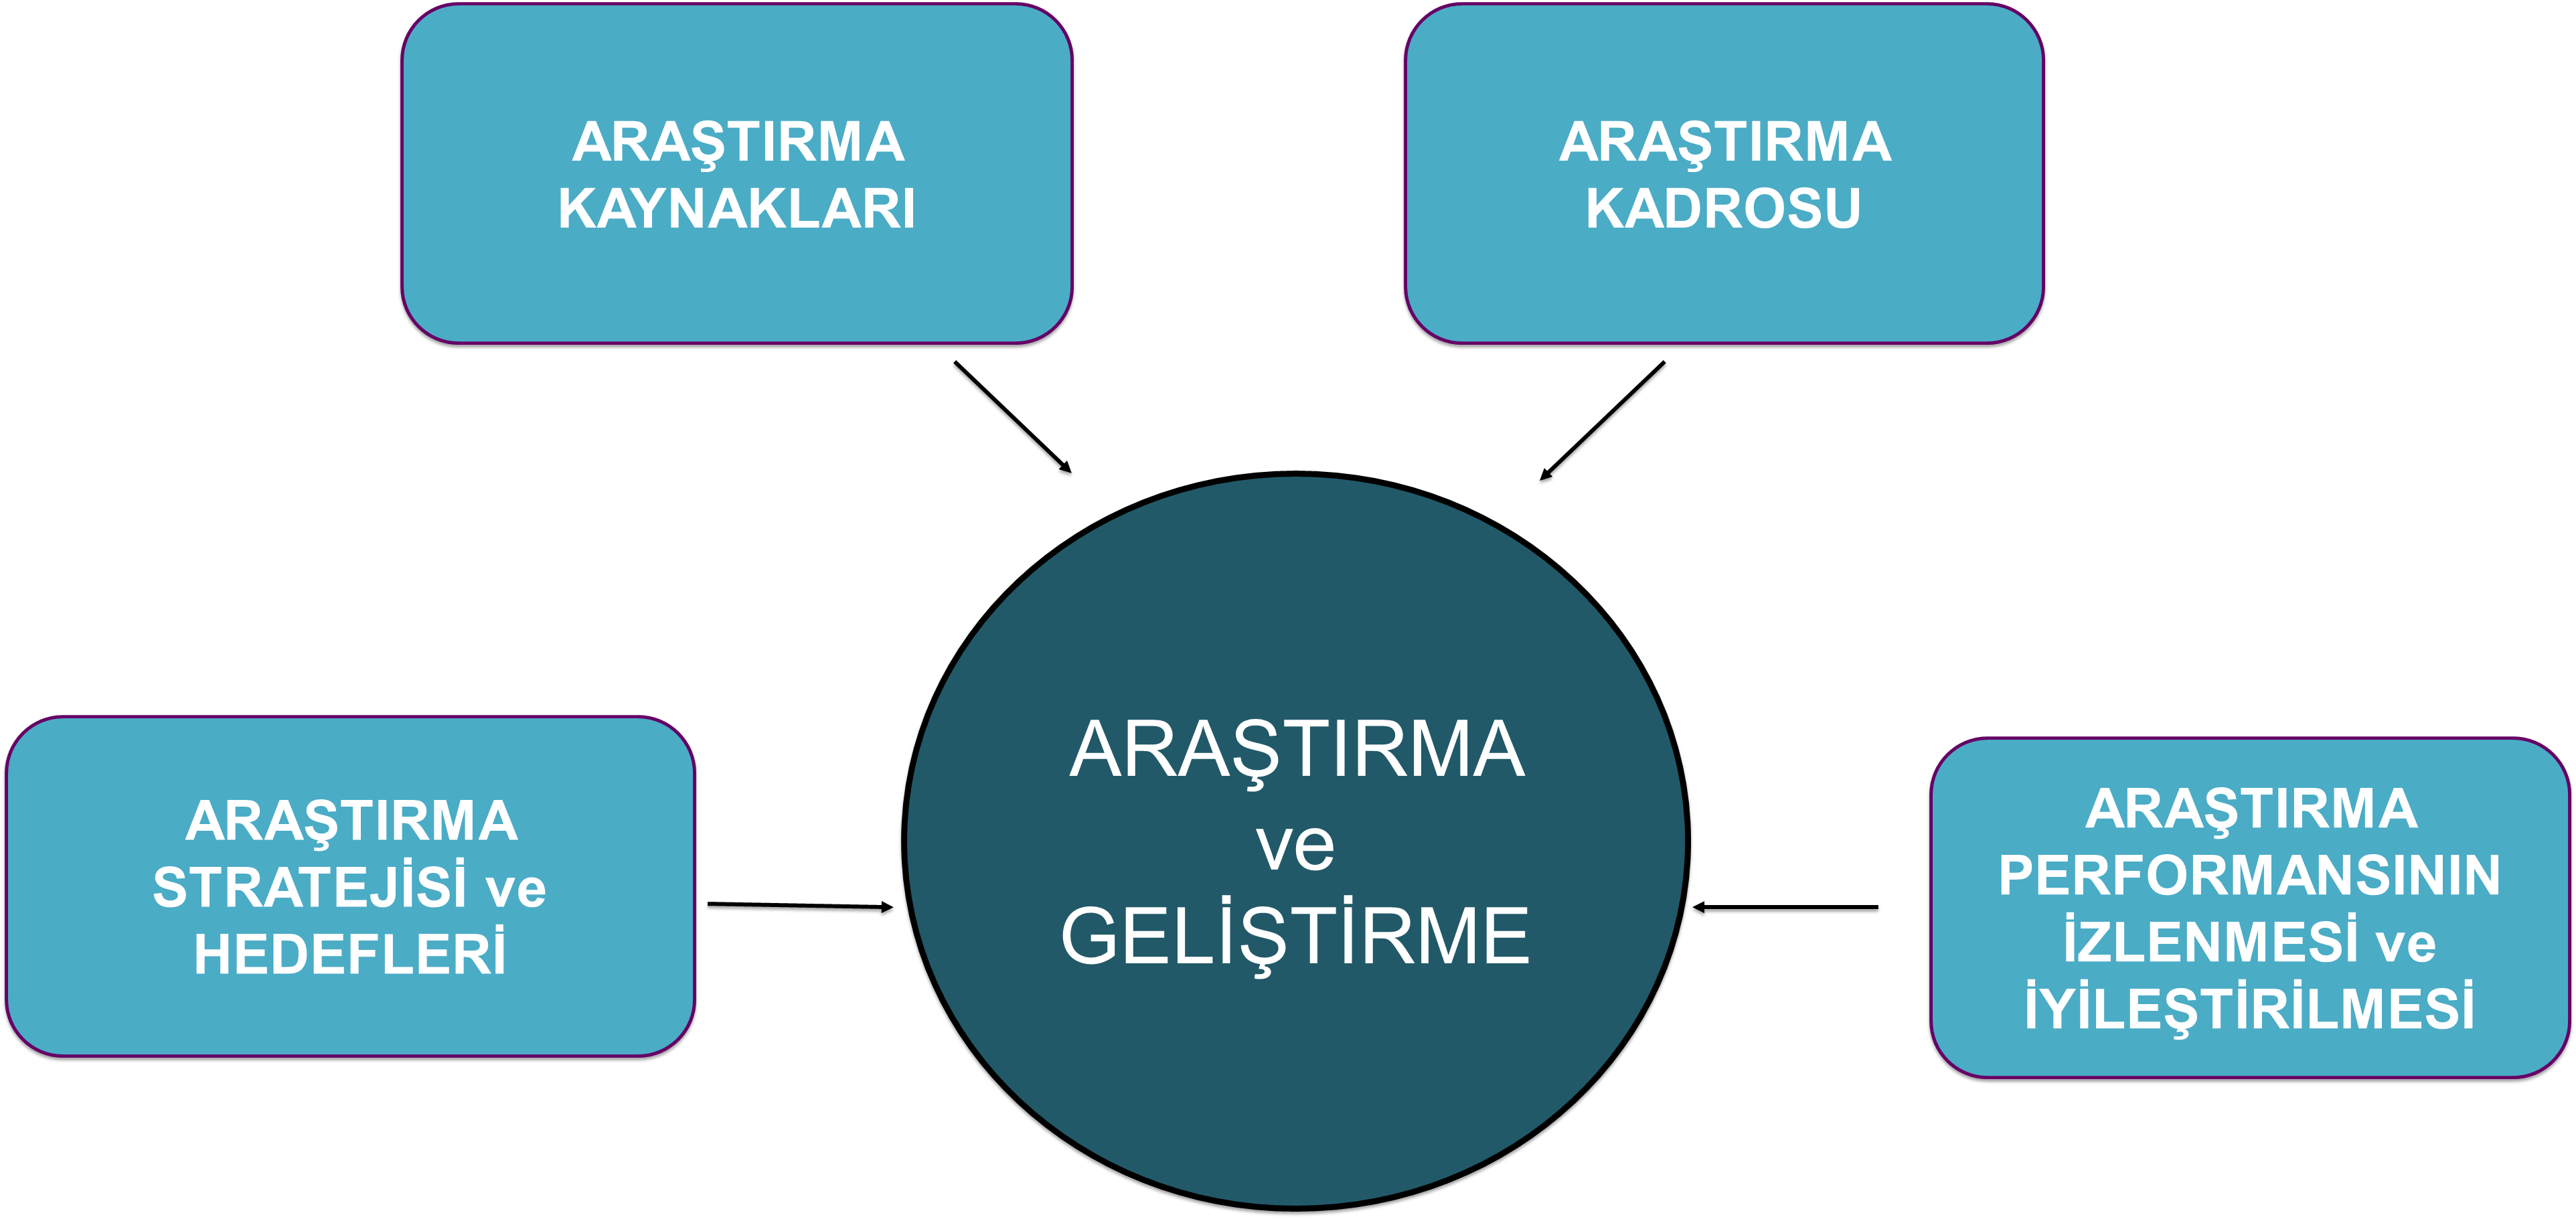 ARAŞTIRMA
KAYNAKLARI
ARAŞTIRMA
KADROSU
ARAŞTIRMA
STRATEJİSİ ve
HEDEFLERİ
ARAŞTIRMA
ve
GELİŞTİRME
ARAŞTIRMA
PERFORMANSININ
İZLENMESİ ve
İYİLEŞTİRİLMESİ